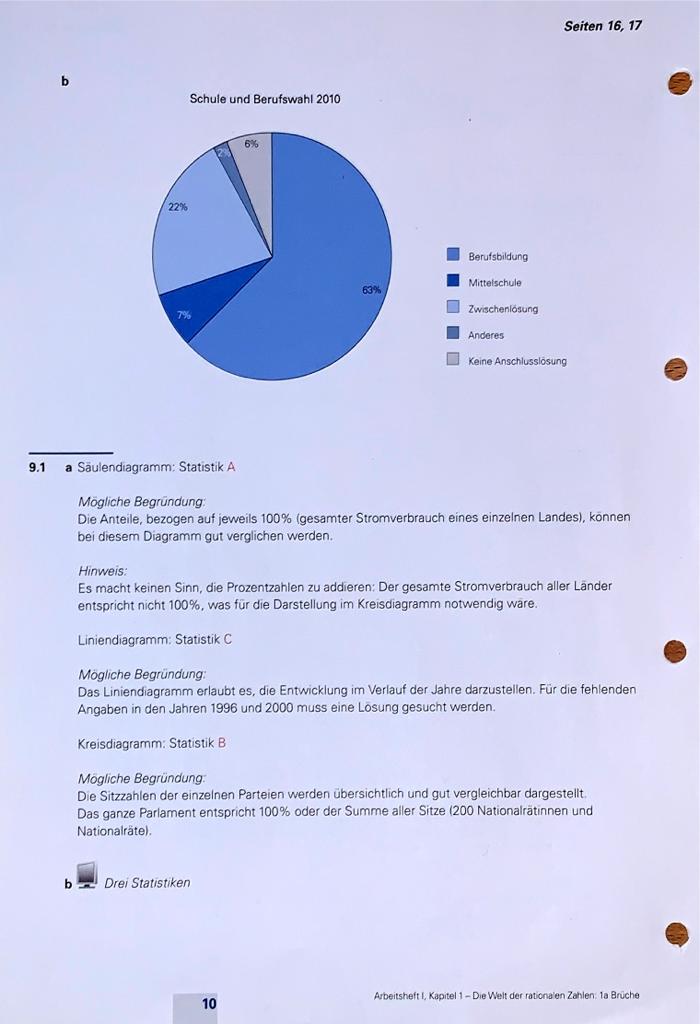 Seiten 16, 17
b
Schule und Berufswahl 2010
6%
2%
22%
63%
7%
Berufsbildung
Mittelschule
Zwischenlösung
Anderes
Keine Anschlusslösung
9.1 a Säulendiagramm: Statistik A
Mögliche Begründung:
Die Anteile, bezogen auf jeweils 100% (gesamter Stromverbrauch eines einzelnen Landes), können
bei diesem Diagramm gut verglichen werden.
Hinweis:
Es macht keinen Sinn, die Prozentzahlen zu addieren: Der gesamte Stromverbrauch aller Länder
entspricht nicht 100%, was für die Darstellung im Kreisdiagramm notwendig wäre.
Liniendiagramm: Statistik C
Mögliche Begründung:
Das Liniendiagramm erlaubt es, die Entwicklung im Verlauf der Jahre darzustellen. Für die fehlenden
Angaben in den Jahren 1996 und 2000 muss eine Lösung gesucht werden.
Kreisdiagramm: Statistik B
Mögliche Begründung:
Die Sitzzahlen der einzelnen Parteien werden übersichtlich und gut vergleichbar dargestellt.
Das ganze Parlament entspricht 100% oder der Summe aller Sitze (200 Nationalrätinnen und
Nationalräte).
b Drei Statistiken
10
Arbeitsheft I, Kapitel 1 – Die Welt der rationalen Zahlen: 1a Brüche